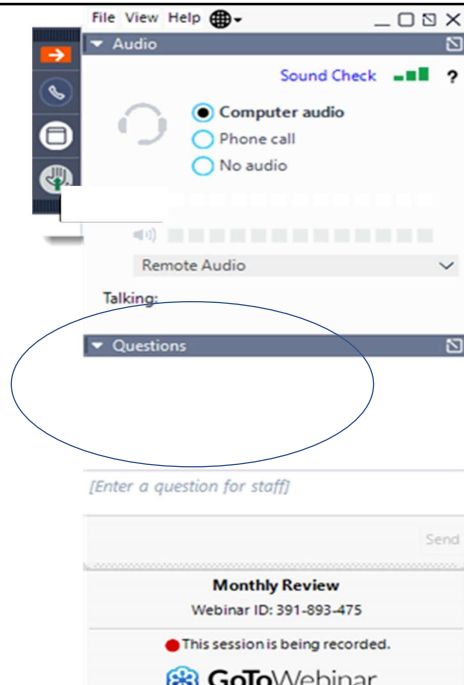 File View Help
Audio
Sound Check ?
Computer audio
Phone call
No audio
Remote Audio
Talking:
Questions
[Enter a question for staff]
Send
Monthly Review
Webinar ID: 391-893-475
This session is being recorded.
GoToWebinar